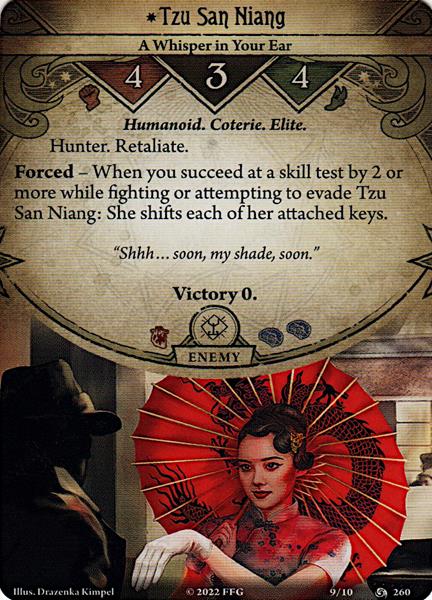 Tzu San Niang
A Whisper in Your Ear
4 3 4
Humanoid. Coterie. Elite.
Hunter. Retaliate.
Forced – When you succeed at a skill test by 2 or
more while fighting or attempting to evade Tzu
San Niang: She shifts each of her attached keys.
“Shhh… soon, my shade, soon.”
Victory 0.
ENEMY
Illus. Drazenka Kimpel © 2022 FFG 9/10 260